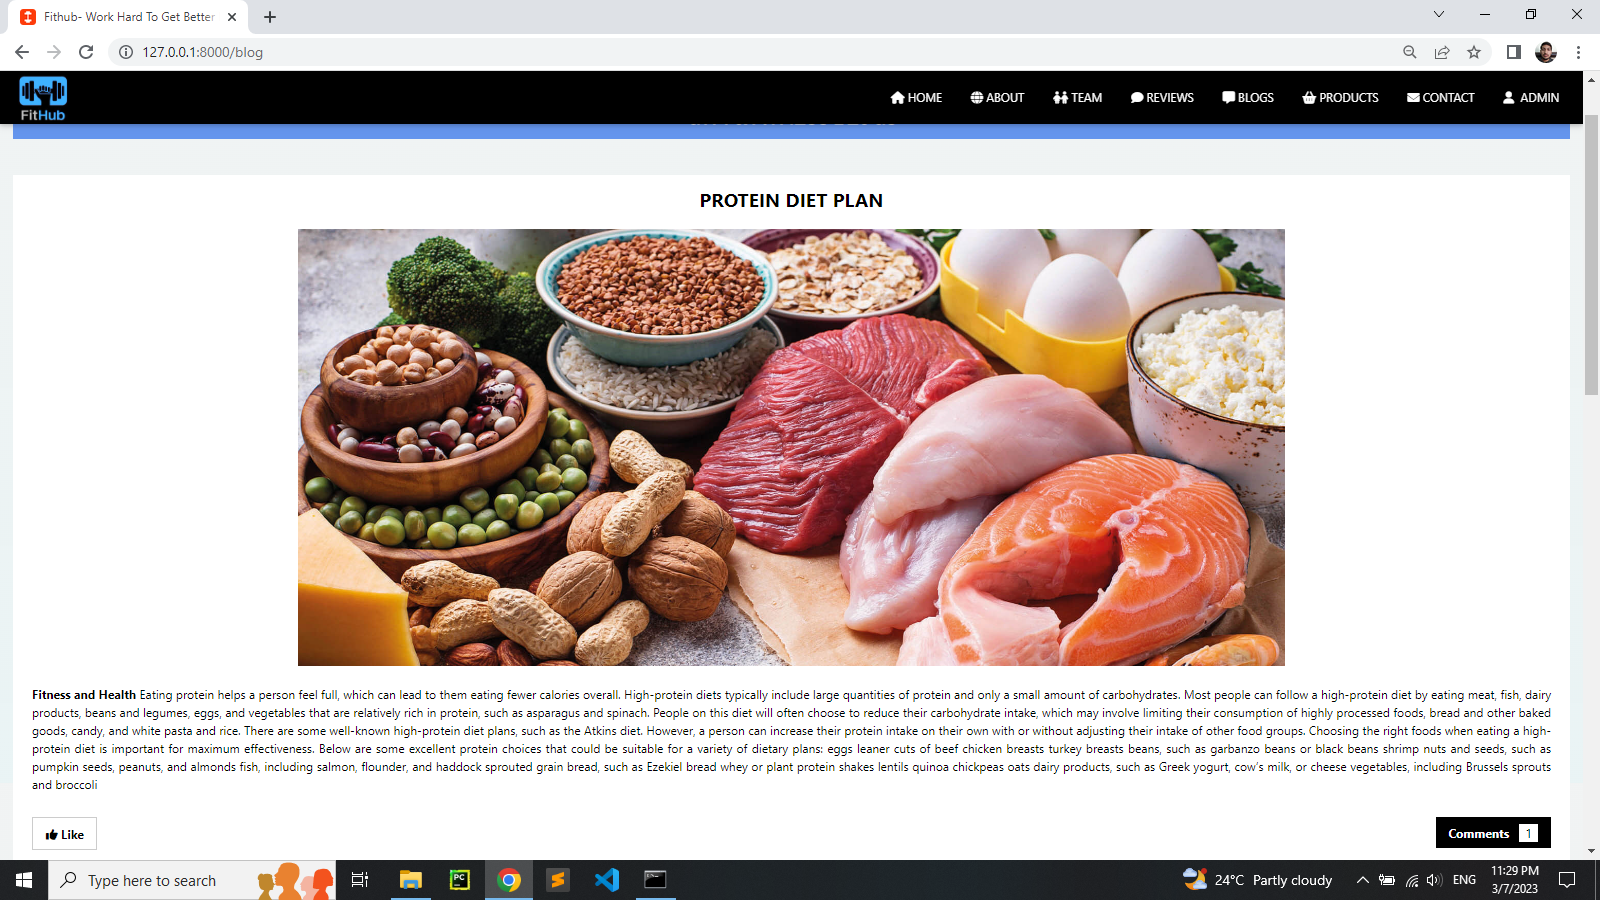 Fithub- Work Hard To Get Better
127.0.0.1:8000/blog
FitHub
HOME ABOUT TEAM REVIEWS BLOGS PRODUCTS CONTACT ADMIN
PROTEIN DIET PLAN
Fitness and Health Eating protein helps a person feel full, which can lead to them eating fewer calories overall. High-protein diets typically include large quantities of protein and only a small amount of carbohydrates. Most people can follow a high-protein diet by eating meat, fish, dairy
products, beans and legumes, eggs, and vegetables that are relatively rich in protein, such as asparagus and spinach. People on this diet will often choose to reduce their carbohydrate intake, which may involve limiting their consumption of highly processed foods, bread and other baked
goods, candy, and white pasta and rice. There are some well-known high-protein diet plans, such as the Atkins diet. However, a person can increase their protein intake on their own with or without adjusting their intake of other food groups. Choosing the right foods when eating a high-
protein diet is important for maximum effectiveness. Below are some excellent protein choices that could be suitable for a variety of dietary plans: eggs leaner cuts of beef chicken breasts turkey breasts beans, such as garbanzo beans or black beans shrimp nuts and seeds, such as
pumpkin seeds, peanuts, and almonds fish, including salmon, flounder, and haddock sprouted grain bread, such as Ezekiel bread whey or plant protein shakes lentils quinoa chickpeas oats dairy products, such as Greek yogurt, cow’s milk, or cheese vegetables, including Brussels sprouts
and broccoli
Like
Comments 1
Type here to search
PC
24°C Partly cloudy
ENG
11:29 PM
3/7/2023